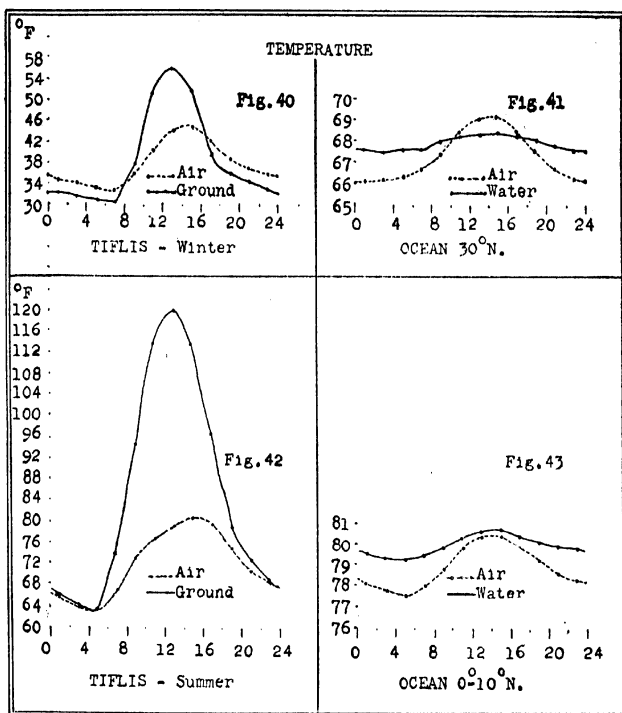 TEMPERATURE
°F
58
54
50
46
42
38
34
30
Fig.40
Air
Ground
0 4 8 12 16 20 24
TIFLIS - Winter
70
69
68
67
66
65
Fig.41
Air
Water
0 4 8 12 16 20 24
OCEAN 30°N.
°F
120
116
112
108
104
100
96
92
88
84
80
76
72
68
64
60
Fig.42
Air
Ground
0 4 8 12 16 20 24
TIFLIS - Summer
Fig.43
81
80
79
78
77
76
Air
Water
0 4 8 12 16 20 24
OCEAN 0°-10°N.